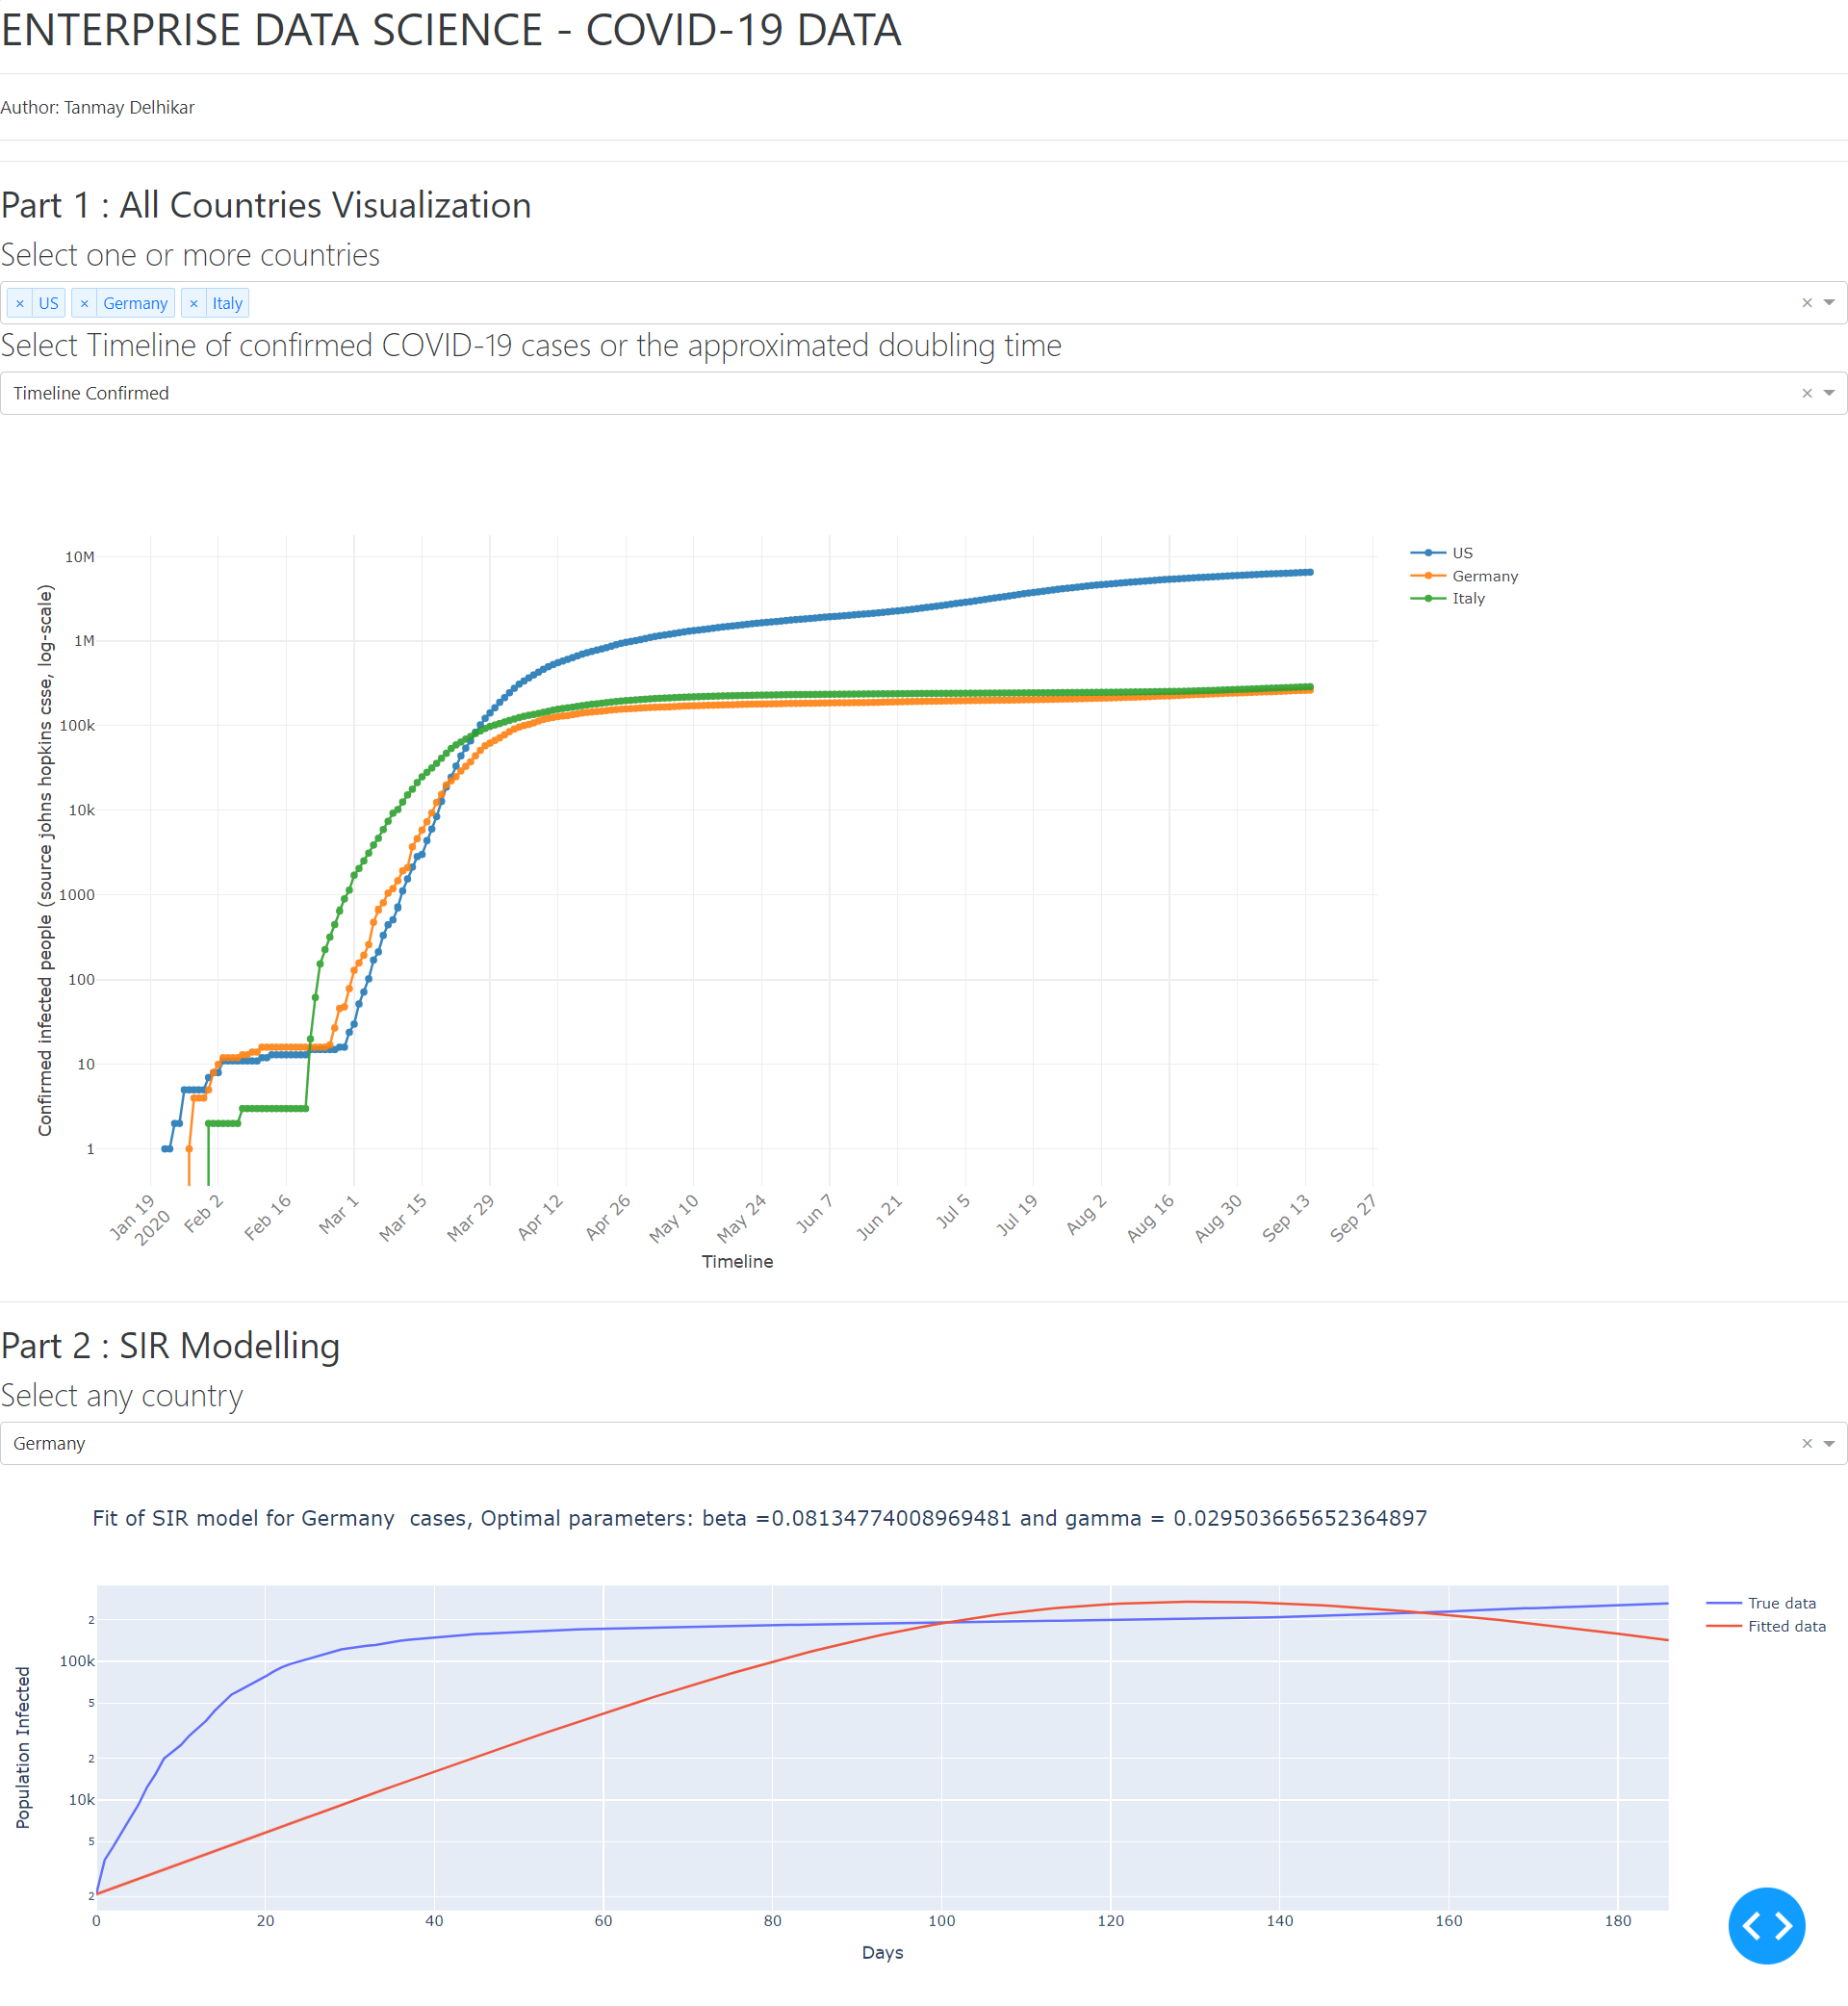 ENTERPRISE DATA SCIENCE - COVID-19 DATA
Author: Tanmay Delhikar
Part 1 : All Countries Visualization
Select one or more countries
× US × Germany × Italy
Select Timeline of confirmed COVID-19 cases or the approximated doubling time
Timeline Confirmed
Confirmed infected people (source johns hopkins csse, log-scale)
10M
1M
100k
10k
1000
100
10
1
US
Germany
Italy
Jan 19 2020 Feb 2 Feb 16 Mar 1 Mar 15 Mar 29 Apr 12 Apr 26 May 10 May 24 Jun 7 Jun 21 Jul 5 Jul 19 Aug 2 Aug 16 Aug 30 Sep 13 Sep 27
Timeline
Part 2 : SIR Modelling
Select any country
Germany
Fit of SIR model for Germany  cases, Optimal parameters: beta =0.08134774008969481 and gamma = 0.029503665652364897
Population Infected
2
100k
5
2
10k
5
2
True data
Fitted data
0 20 40 60 80 100 120 140 160 180
Days